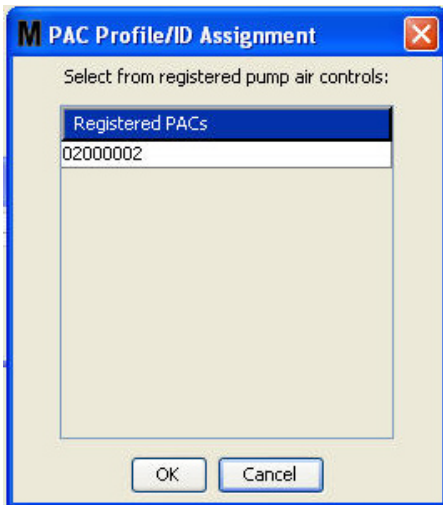 M PAC Profile/ID Assignment
Select from registered pump air controls:
Registered PACs
02000002
OK Cancel